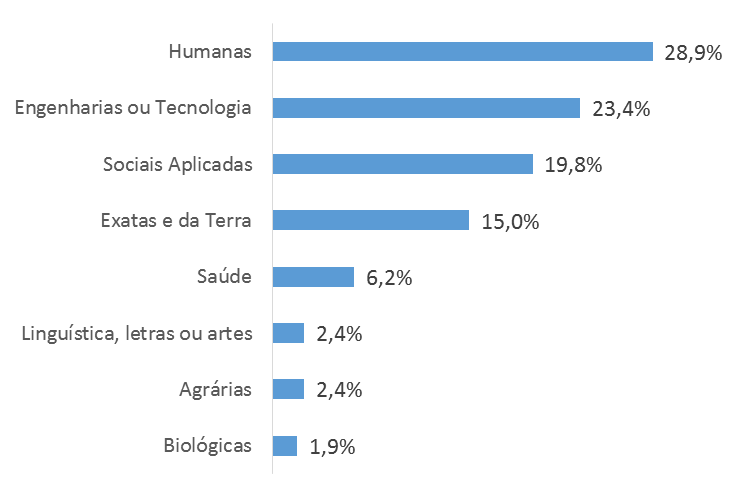 Humanas 28,9%
Engenharias ou Tecnologia 23,4%
Sociais Aplicadas 19,8%
Exatas e da Terra 15,0%
Saúde 6,2%
Linguística, letras ou artes 2,4%
Agrárias 2,4%
Biológicas 1,9%